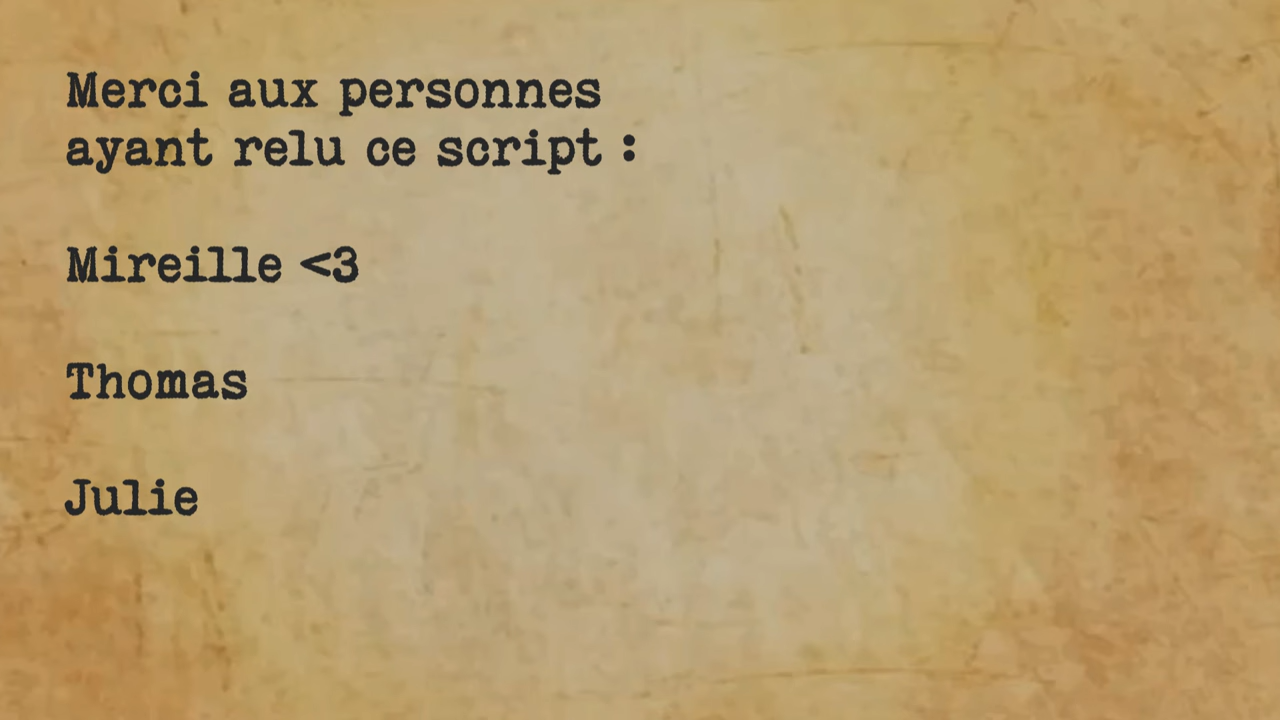 Merci aux personnes
ayant relu ce script :
Mireille <3
Thomas
Julie